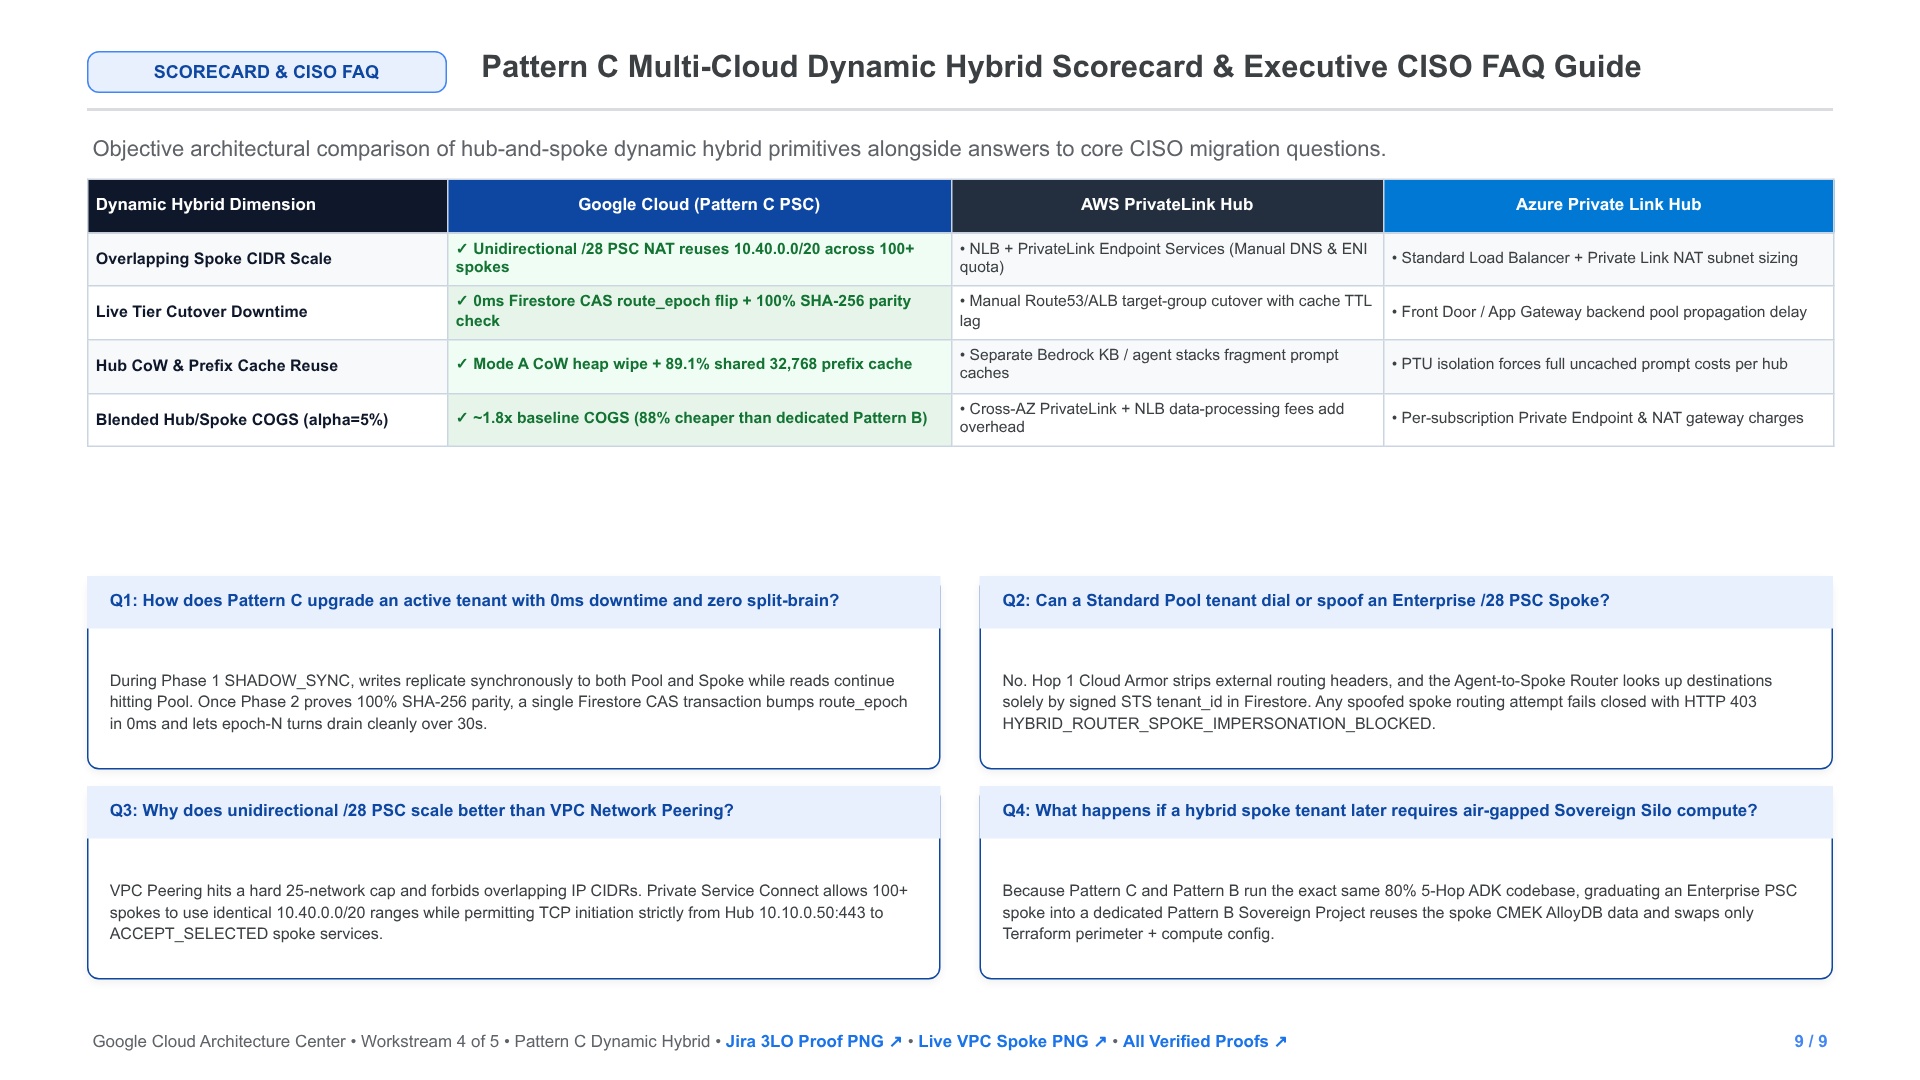 SCORECARD & CISO FAQ
Pattern C Multi-Cloud Dynamic Hybrid Scorecard & Executive CISO FAQ Guide
Objective architectural comparison of hub-and-spoke dynamic hybrid primitives alongside answers to core CISO migration questions.
Dynamic Hybrid Dimension
Google Cloud (Pattern C PSC)
AWS PrivateLink Hub
Azure Private Link Hub
Overlapping Spoke CIDR Scale
✓ Unidirectional /28 PSC NAT reuses 10.40.0.0/20 across 100+
spokes
• NLB + PrivateLink Endpoint Services (Manual DNS & ENI
quota)
• Standard Load Balancer + Private Link NAT subnet sizing
Live Tier Cutover Downtime
✓ 0ms Firestore CAS route_epoch flip + 100% SHA-256 parity
check
• Manual Route53/ALB target-group cutover with cache TTL
lag
• Front Door / App Gateway backend pool propagation delay
Hub CoW & Prefix Cache Reuse
✓ Mode A CoW heap wipe + 89.1% shared 32,768 prefix cache
• Separate Bedrock KB / agent stacks fragment prompt
caches
• PTU isolation forces full uncached prompt costs per hub
Blended Hub/Spoke COGS (alpha=5%)
✓ ~1.8x baseline COGS (88% cheaper than dedicated Pattern B)
• Cross-AZ PrivateLink + NLB data-processing fees add
overhead
• Per-subscription Private Endpoint & NAT gateway charges
Q1: How does Pattern C upgrade an active tenant with 0ms downtime and zero split-brain?
During Phase 1 SHADOW_SYNC, writes replicate synchronously to both Pool and Spoke while reads continue
hitting Pool. Once Phase 2 proves 100% SHA-256 parity, a single Firestore CAS transaction bumps route_epoch
in 0ms and lets epoch-N turns drain cleanly over 30s.
Q2: Can a Standard Pool tenant dial or spoof an Enterprise /28 PSC Spoke?
No. Hop 1 Cloud Armor strips external routing headers, and the Agent-to-Spoke Router looks up destinations
solely by signed STS tenant_id in Firestore. Any spoofed spoke routing attempt fails closed with HTTP 403
HYBRID_ROUTER_SPOKE_IMPERSONATION_BLOCKED.
Q3: Why does unidirectional /28 PSC scale better than VPC Network Peering?
VPC Peering hits a hard 25-network cap and forbids overlapping IP CIDRs. Private Service Connect allows 100+
spokes to use identical 10.40.0.0/20 ranges while permitting TCP initiation strictly from Hub 10.10.0.50:443 to
ACCEPT_SELECTED spoke services.
Q4: What happens if a hybrid spoke tenant later requires air-gapped Sovereign Silo compute?
Because Pattern C and Pattern B run the exact same 80% 5-Hop ADK codebase, graduating an Enterprise PSC
spoke into a dedicated Pattern B Sovereign Project reuses the spoke CMEK AlloyDB data and swaps only
Terraform perimeter + compute config.
Google Cloud Architecture Center • Workstream 4 of 5 • Pattern C Dynamic Hybrid • Jira 3LO Proof PNG ↗ • Live VPC Spoke PNG ↗ • All Verified Proofs ↗
9 / 9